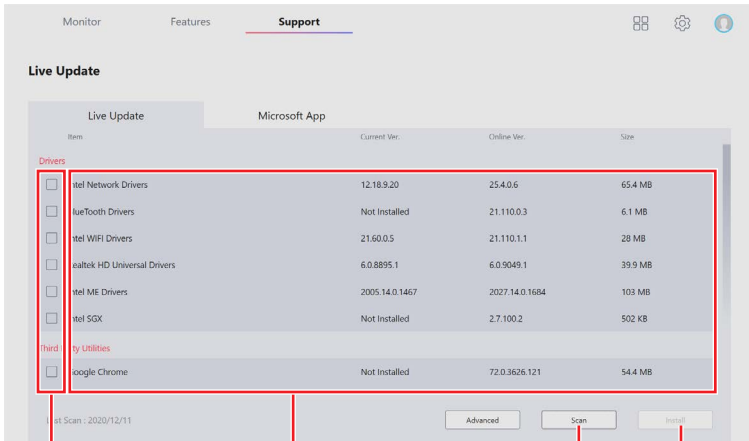 Monitor Features Support
Live Update
Live Update Microsoft App
Item Current Ver. Online Ver. Size
Drivers
ntel Network Drivers 12.18.9.20 25.4.0.6 65.4 MB
lueTooth Drivers Not Installed 21.110.0.3 6.1 MB
ntel WIFI Drivers 21.60.0.5 21.110.1.1 28 MB
ealtek HD Universal Drivers 6.0.8895.1 6.0.9049.1 39.9 MB
ntel ME Drivers 2005.14.0.1467 2027.14.0.1684 103 MB
ntel SGX Not Installed 2.7.100.2 502 KB
Third Party Utilities
oogle Chrome Not Installed 72.0.3626.121 54.4 MB
Last Scan : 2020/12/11 Advanced Scan Install